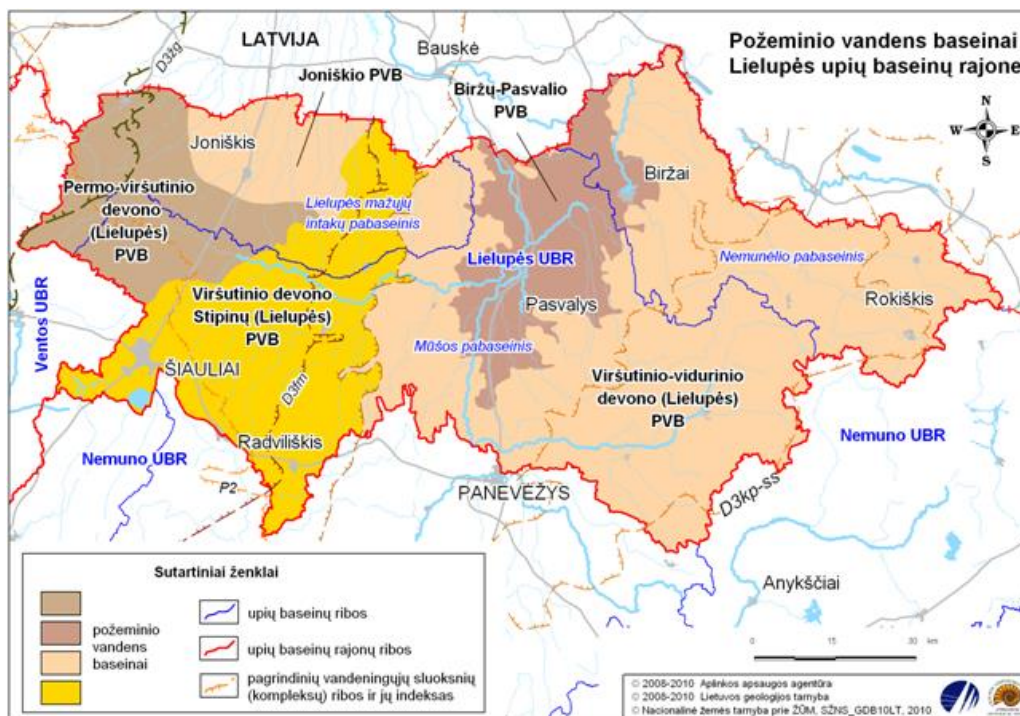 Požeminio vandens baseinai
Lielupės upių baseinų rajone
N
W E
S
LATVIJA
Bauskė
D3žg
Joniškio PVB
Biržų-Pasvalio
PVB
Joniškis
Biržai
Permo-viršutinio
devono
(Lielupės)
PVB
Lielupės mažųjų
intakų pabaseinis
Lielupės UBR
Nemunėlio pabaseinis
Rokiškis
Ventos UBR
Viršutinio devono
Stipinų (Lielupės)
PVB
Pasvalys
Mūšos pabaseinis
ŠIAULIAI
D3frn
Viršutinio-vidurinio
devono (Lielupės)
PVB
Radviliškis
Nemuno UBR
Nemuno UBR
P2
PANEVĖŽYS
D3kp-ss
Anykščiai
Sutartiniai ženklai
požeminio
vandens
baseinai
upių baseinų ribos
upių baseinų rajonų ribos
pagrindinių vandeningųjų sluoksnių
(kompleksų) ribos ir jų indeksas
0 15 30 km
© 2008-2010 Aplinkos apsaugos agentūra
© 2008-2010 Lietuvos geologijos tarnyba
© Nacionalinė žemės tarnyba prie ŽŪM, SŽNS_GDB10LT, 2010